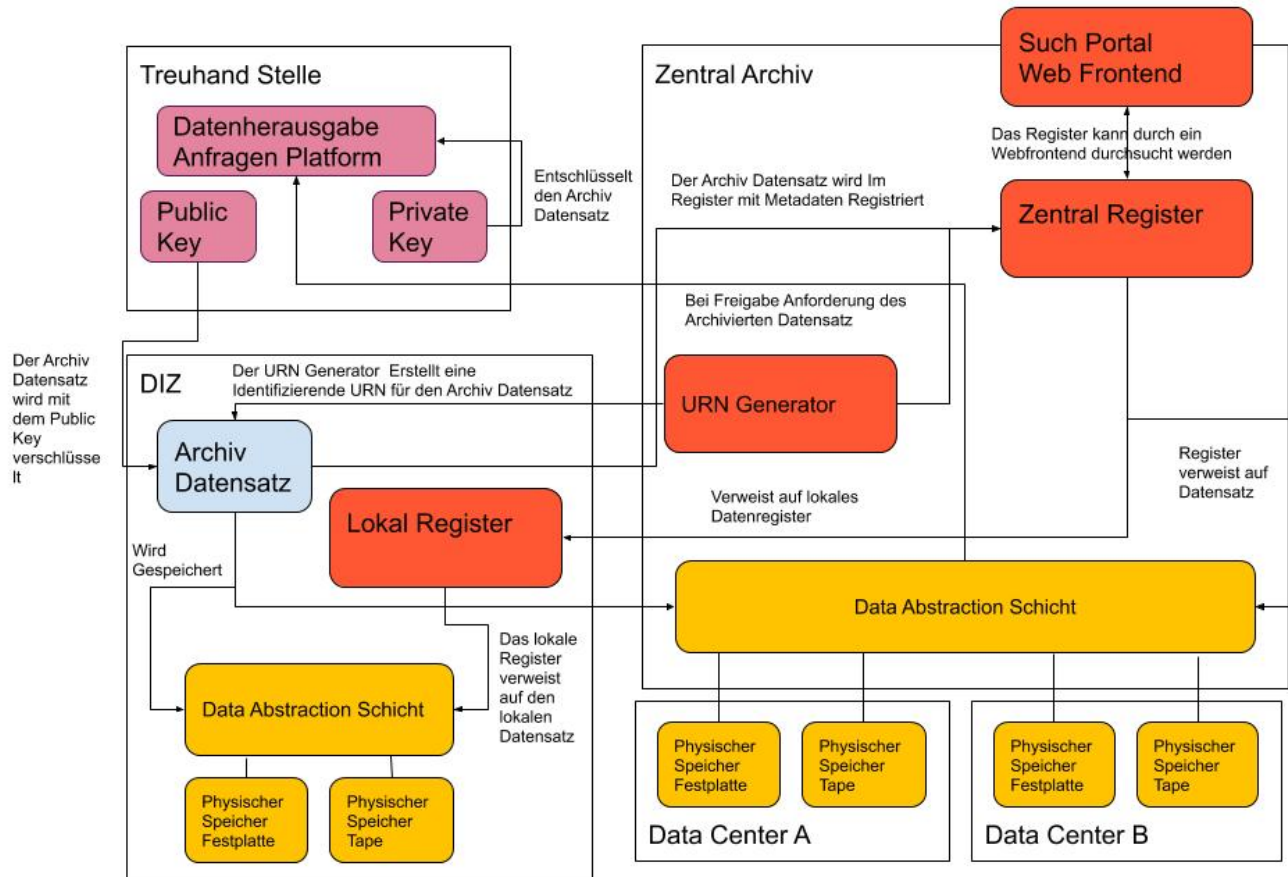 Such Portal
Web Frontend
Treuhand Stelle
Zentral Archiv
Datenherausgabe
Anfragen Platform
Das Register kann durch ein
Webfrontend durchsucht werden
Entschlüsselt
den Archiv
Datensatz
Der Archiv Datensatz wird Im
Register mit Metadaten Registriert
Public
Key
Private
Key
Zentral Register
Bei Freigabe Anforderung des
Archivierten Datensatz
Der Archiv
Datensatz
wird mit
dem Public
Key
verschlüsse
lt
DIZ
Der URN Generator Erstellt eine
Identifizierende URN für den Archiv Datensatz
URN Generator
Archiv
Datensatz
Register
verweist auf
Datensatz
Lokal Register
Verweist auf lokales
Datenregister
Wird
Gespeichert
Data Abstraction Schicht
Das lokale
Register
verweist
auf den
lokalen
Datensatz
Data Abstraction Schicht
Physischer
Speicher
Festplatte
Physischer
Speicher
Tape
Physischer
Speicher
Festplatte
Physischer
Speicher
Tape
Physischer
Speicher
Festplatte
Physischer
Speicher
Tape
Data Center A
Data Center B